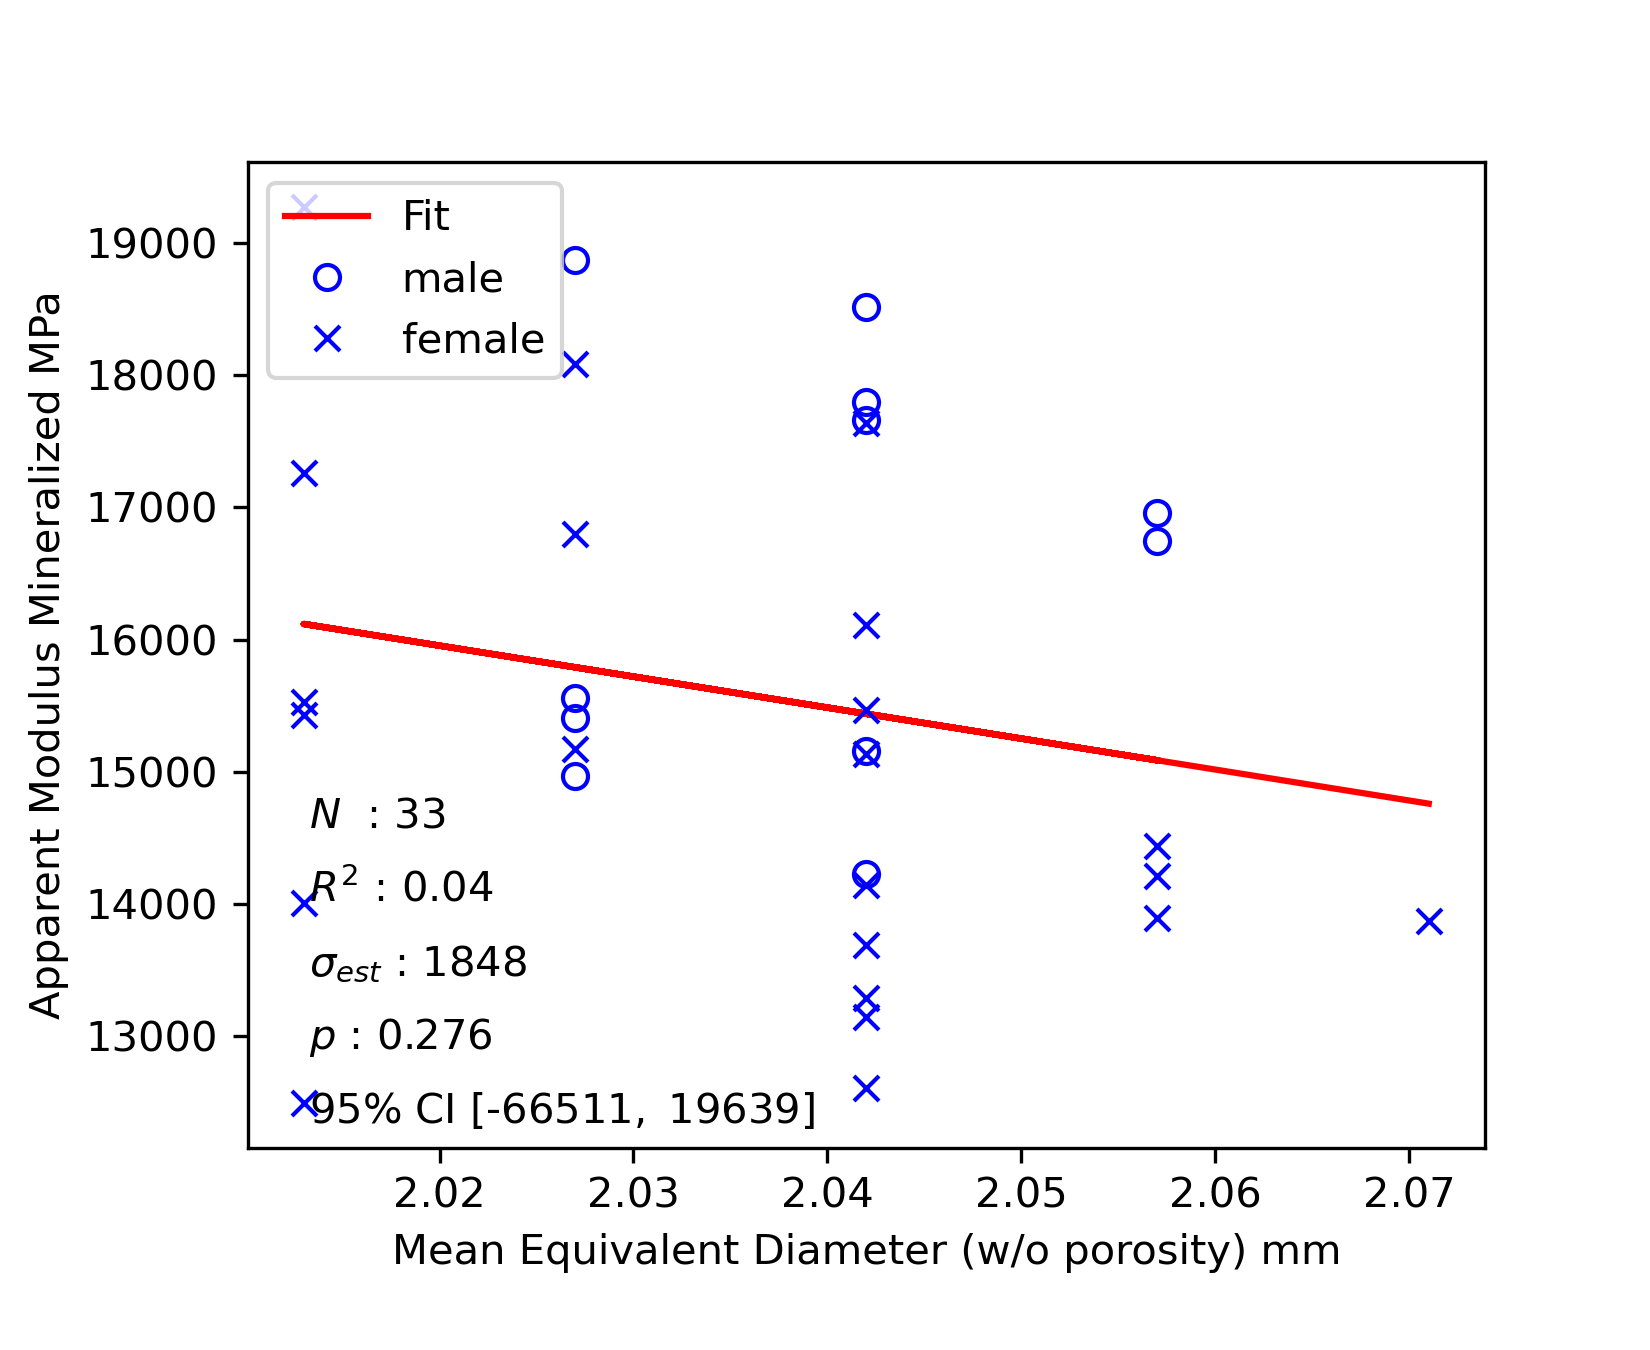 Fit
male
female
19000
18000
17000
16000
15000
14000
13000
Apparent Modulus Mineralized MPa
N : 33
R² : 0.04
σest : 1848
p : 0.276
95% CI [-66511, 19639]
2.02 2.03 2.04 2.05 2.06 2.07
Mean Equivalent Diameter (w/o porosity) mm